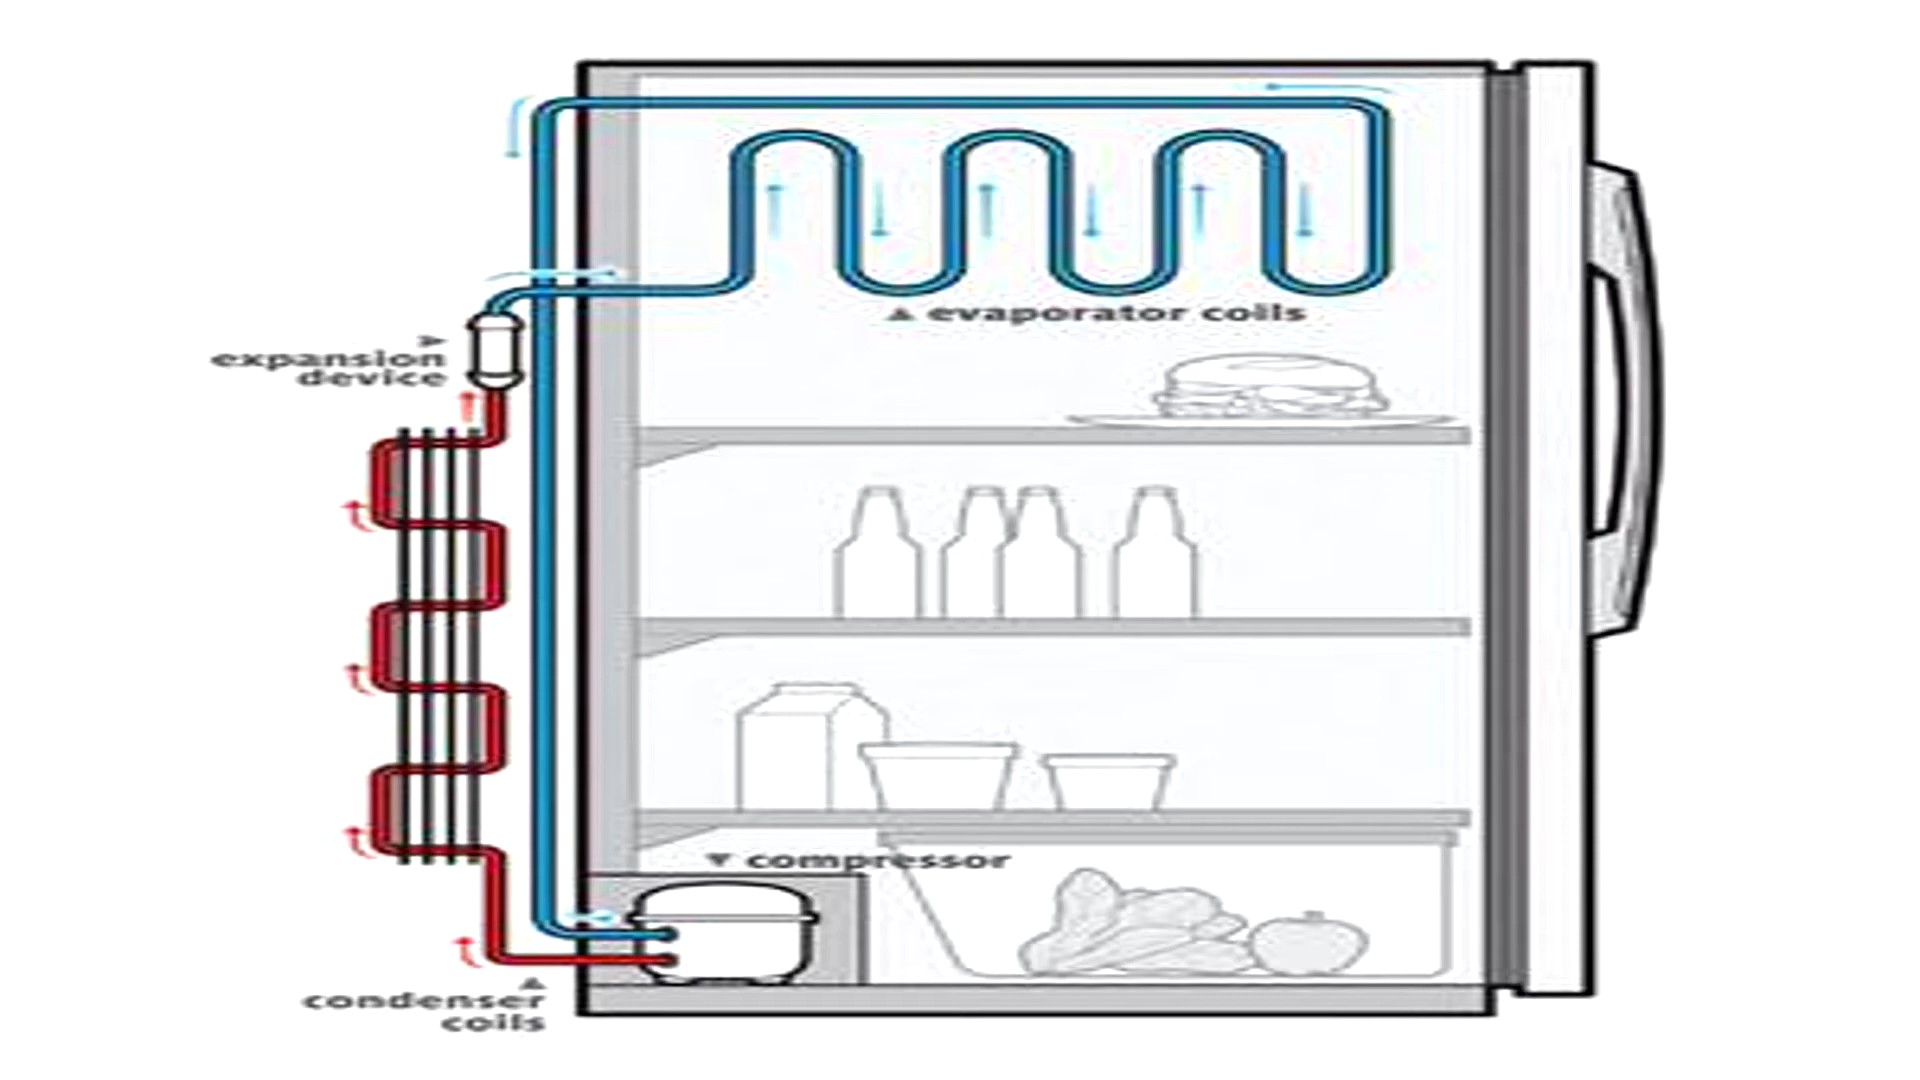 evaporator coils
expansion
device
compressor
condenser
coils